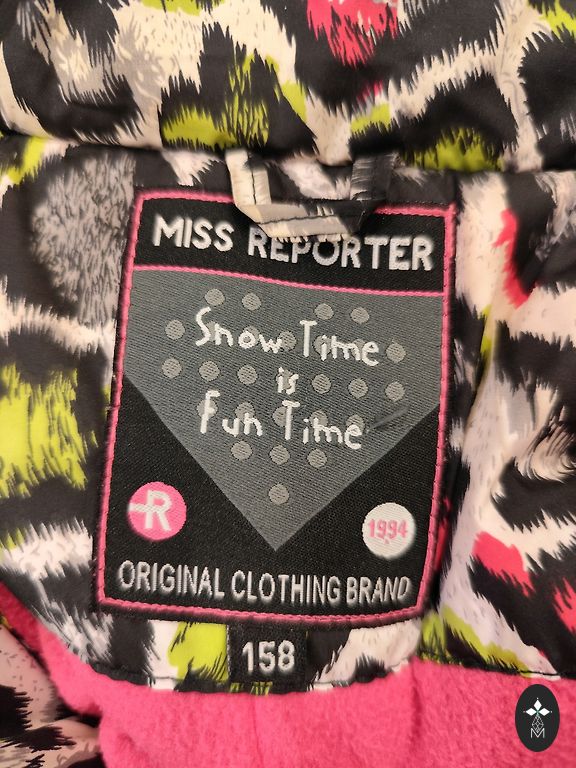 MISS REPORTER
Snow Time
is
Fun Time
R
1994
ORIGINAL CLOTHING BRAND
158
M